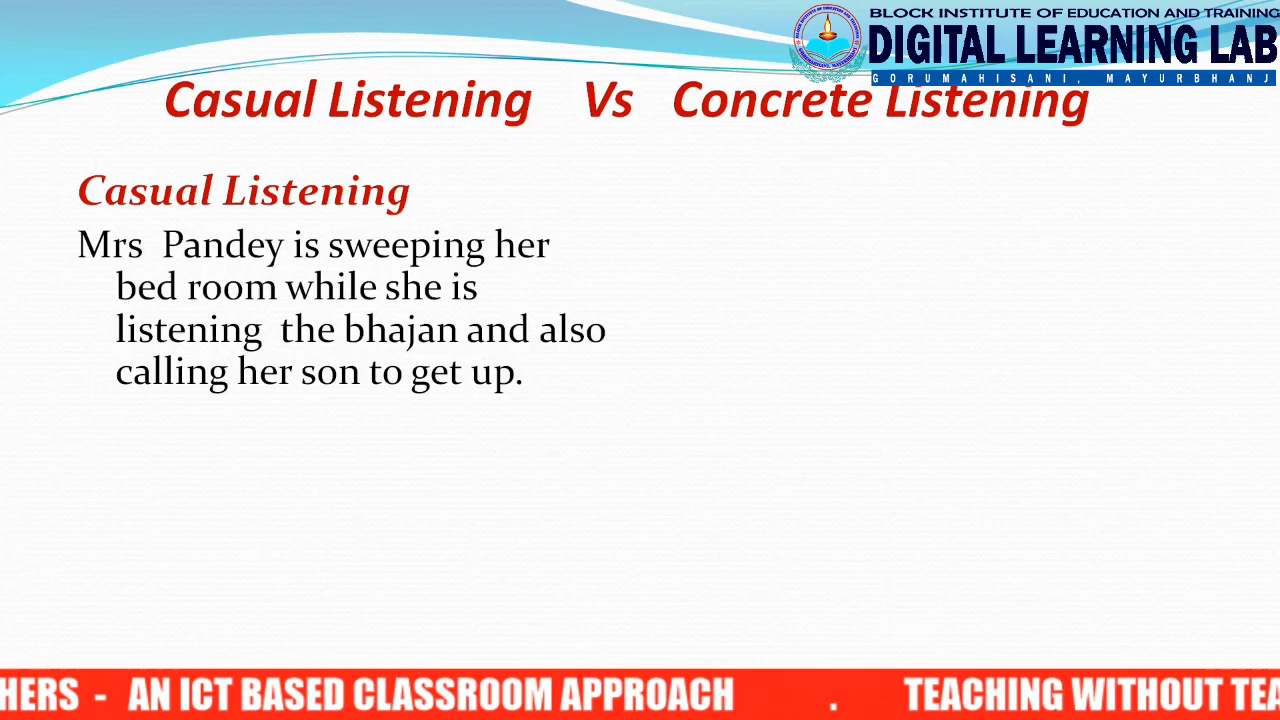 BLOCK INSTITUTE OF EDUCATION AND TRAINING
DIGITAL LEARNING LAB
GORUMAHISANI, MAYURBHANJ
Casual Listening Vs Concrete Listening
Casual Listening
Mrs Pandey is sweeping her
bed room while she is
listening the bhajan and also
calling her son to get up.
HERS - AN ICT BASED CLASSROOM APPROACH . TEACHING WITHOUT TEA